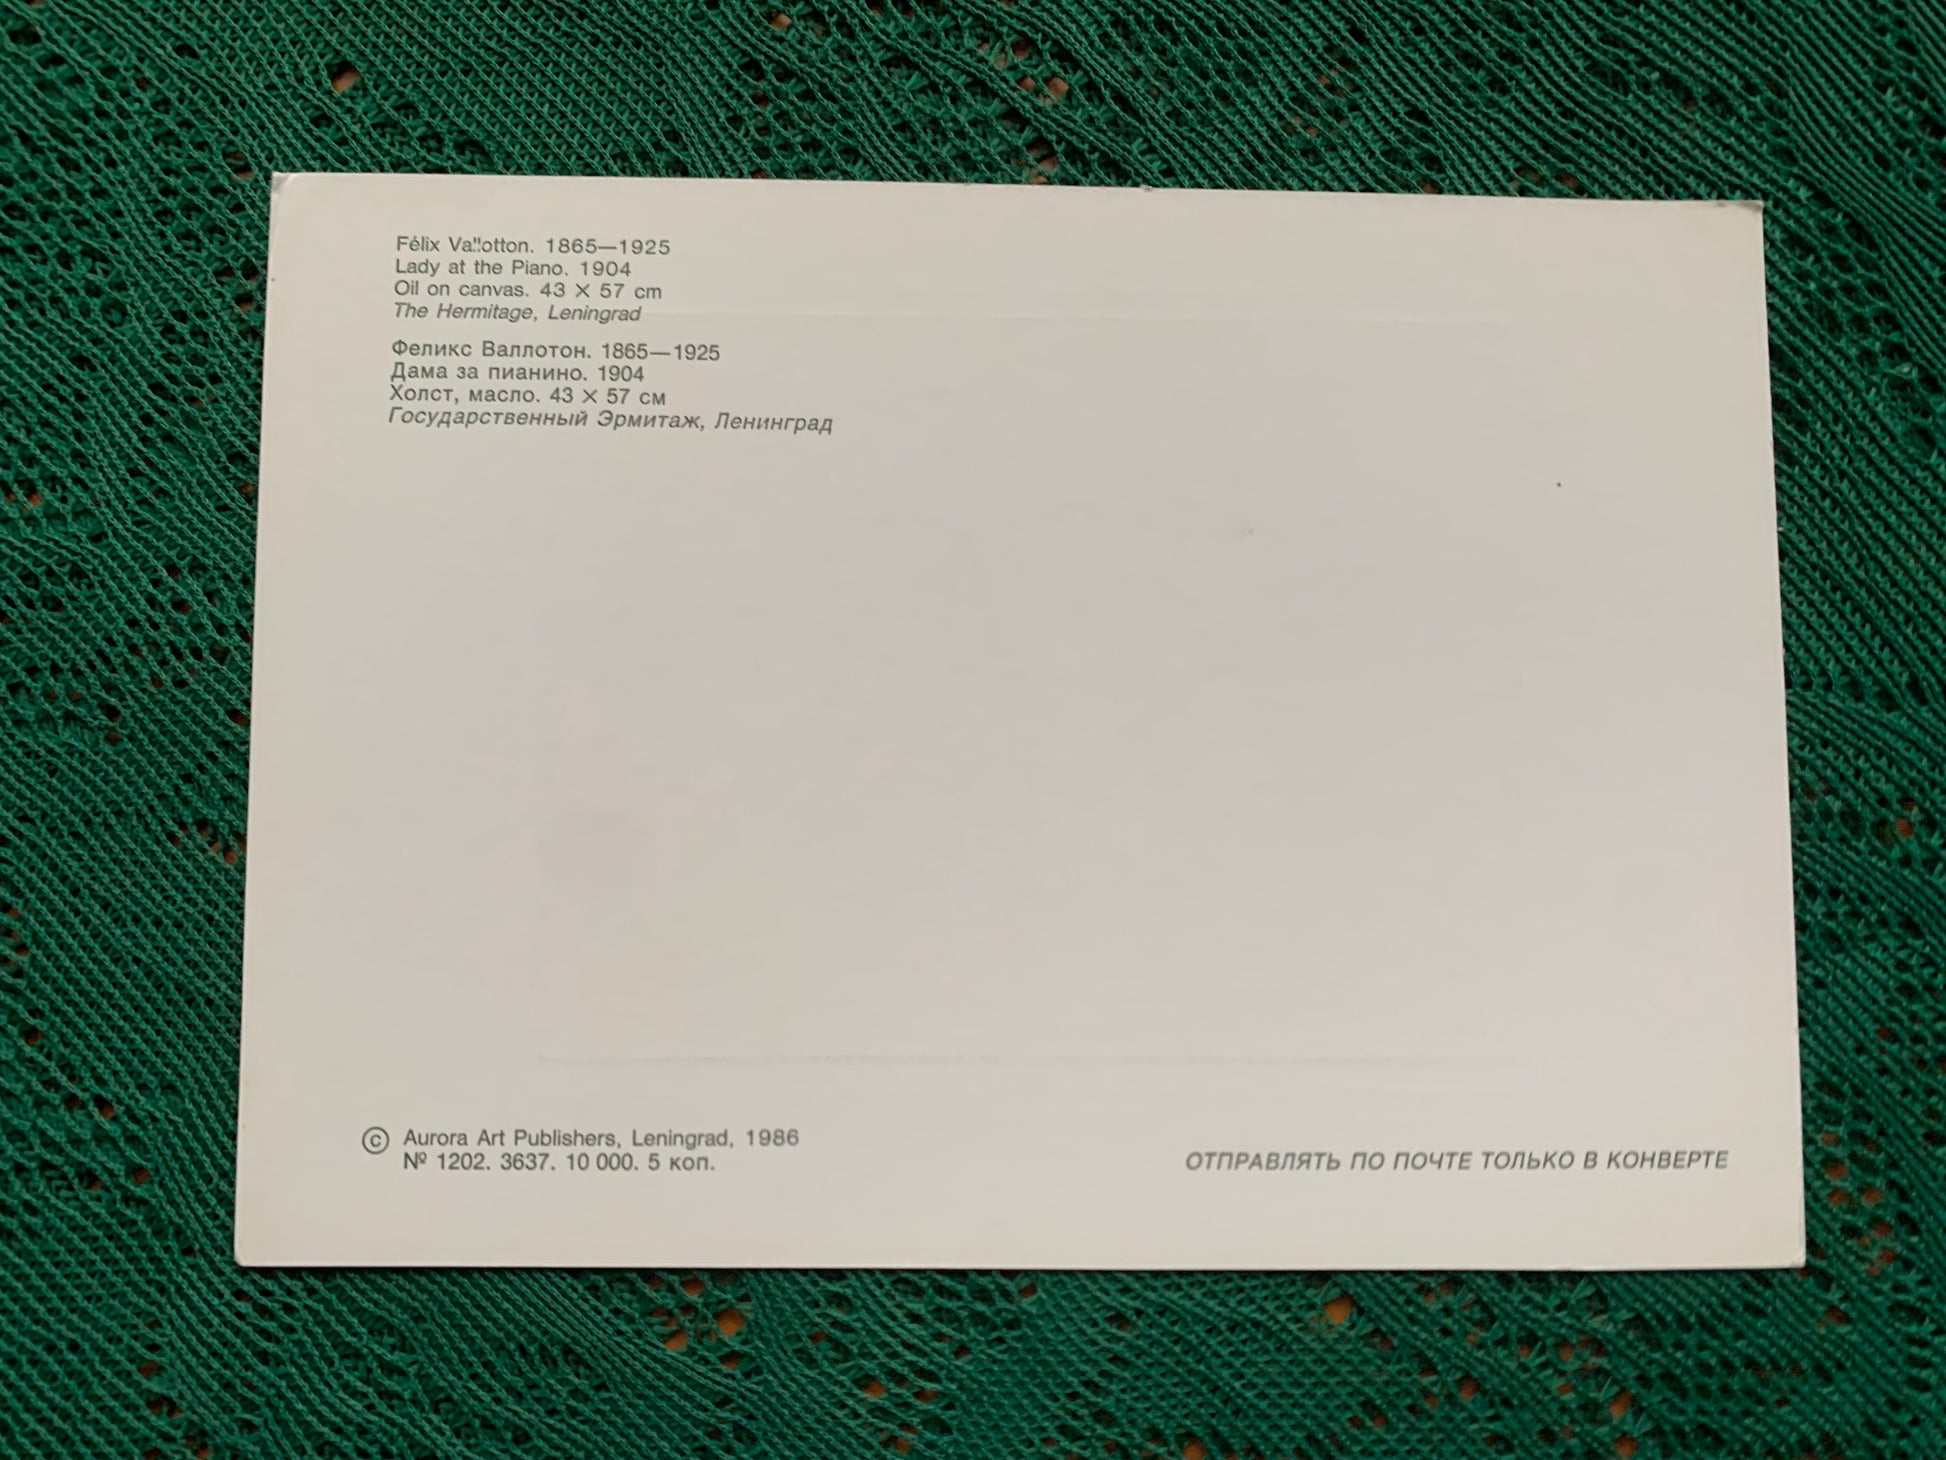 Félix Vallotton. 1865—1925
Lady at the Piano. 1904
Oil on canvas. 43 × 57 cm
The Hermitage, Leningrad
Феликс Валлотон. 1865—1925
Дама за пианино. 1904
Холст, масло. 43 × 57 см
Государственный Эрмитаж, Ленинград
© Aurora Art Publishers, Leningrad, 1986
№ 1202. 3637. 10 000. 5 коп.
ОТПРАВЛЯТЬ ПО ПОЧТЕ ТОЛЬКО В КОНВЕРТЕ